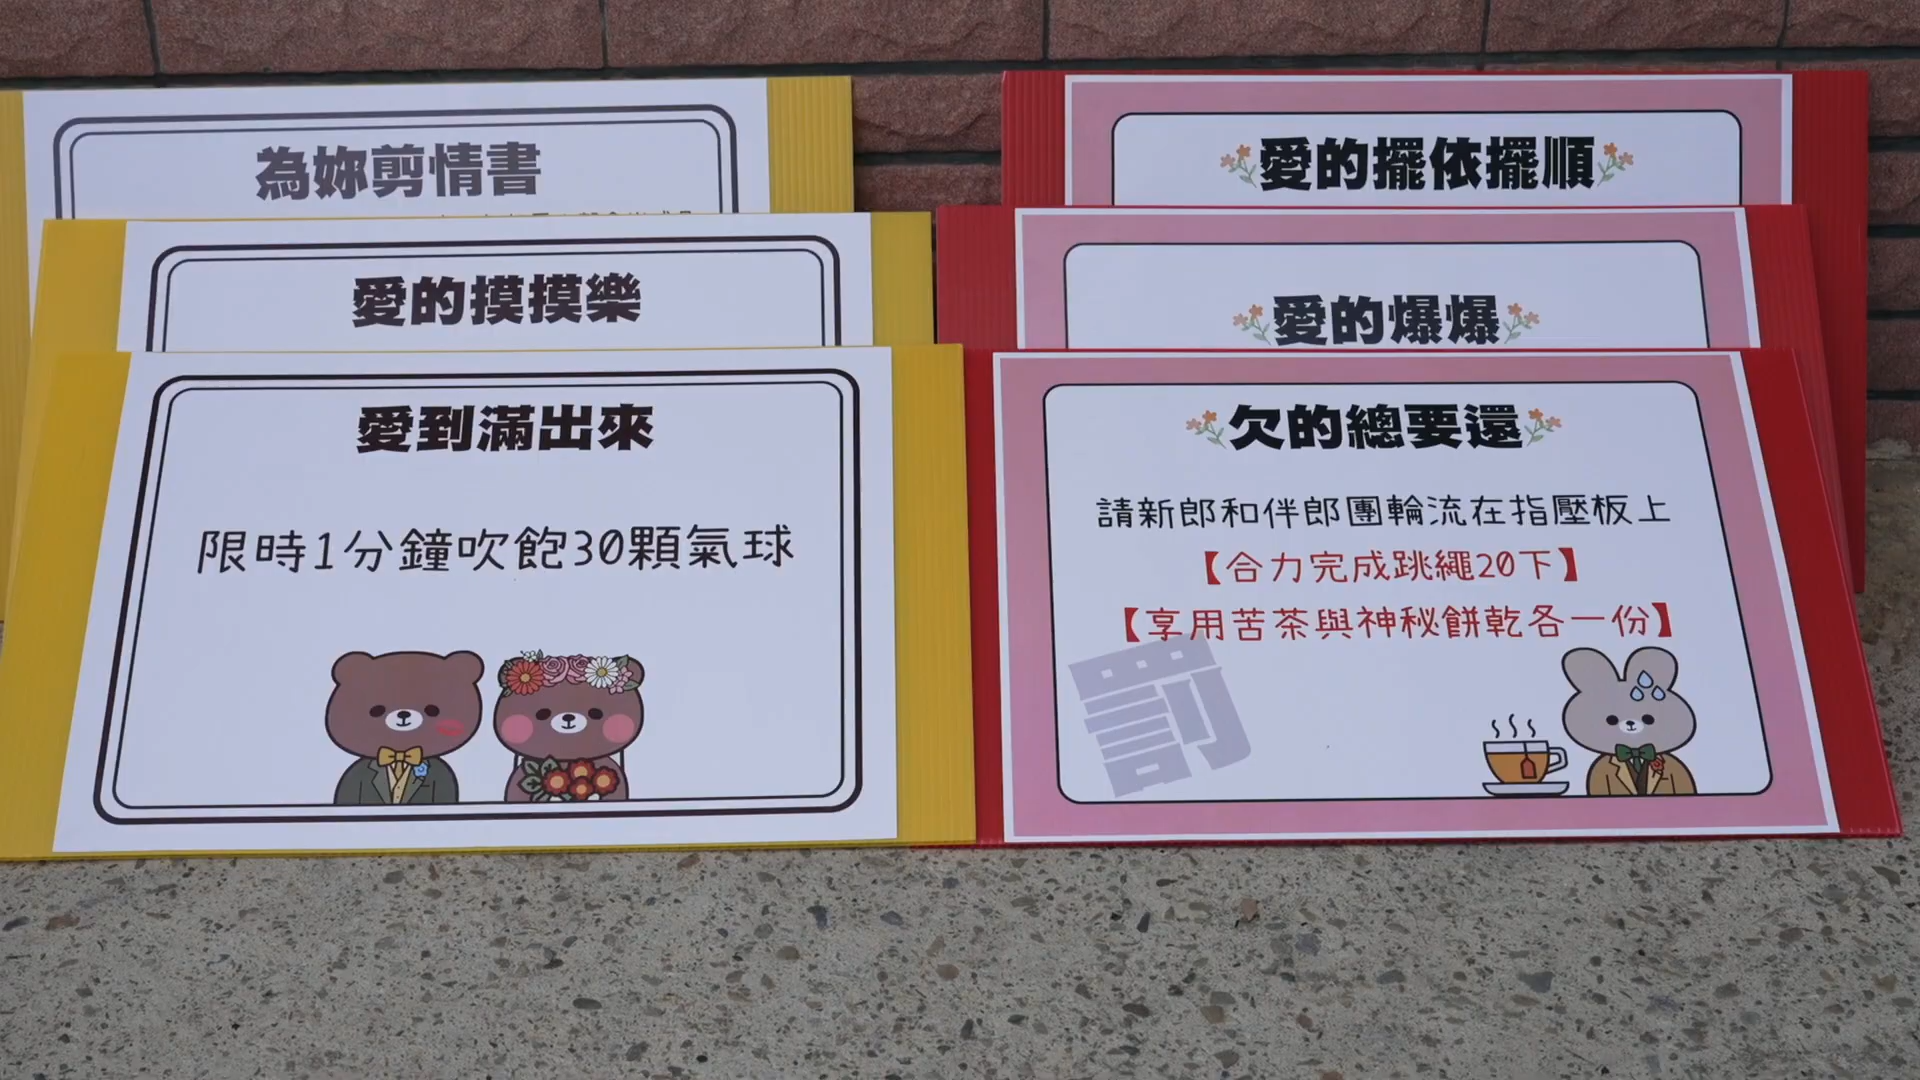 為妳剪情書
愛的摸摸樂
愛到滿出來
限時1分鐘吹飽30顆氣球
愛的擺依擺順
愛的爆爆
欠的總要還
請新郎和伴郎團輪流在指壓板上
【合力完成跳繩20下】
【享用苦茶與神秘餅乾各一份】
罰